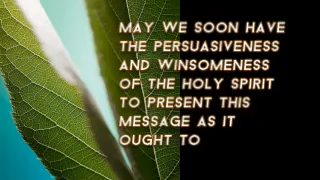 MAY WE SOON HAVE
THE PERSUASIVENESS
AND WINSOMENESS
OF THE HOLY SPIRIT
TO PRESENT THIS
MESSAGE AS IT
OUGHT TO